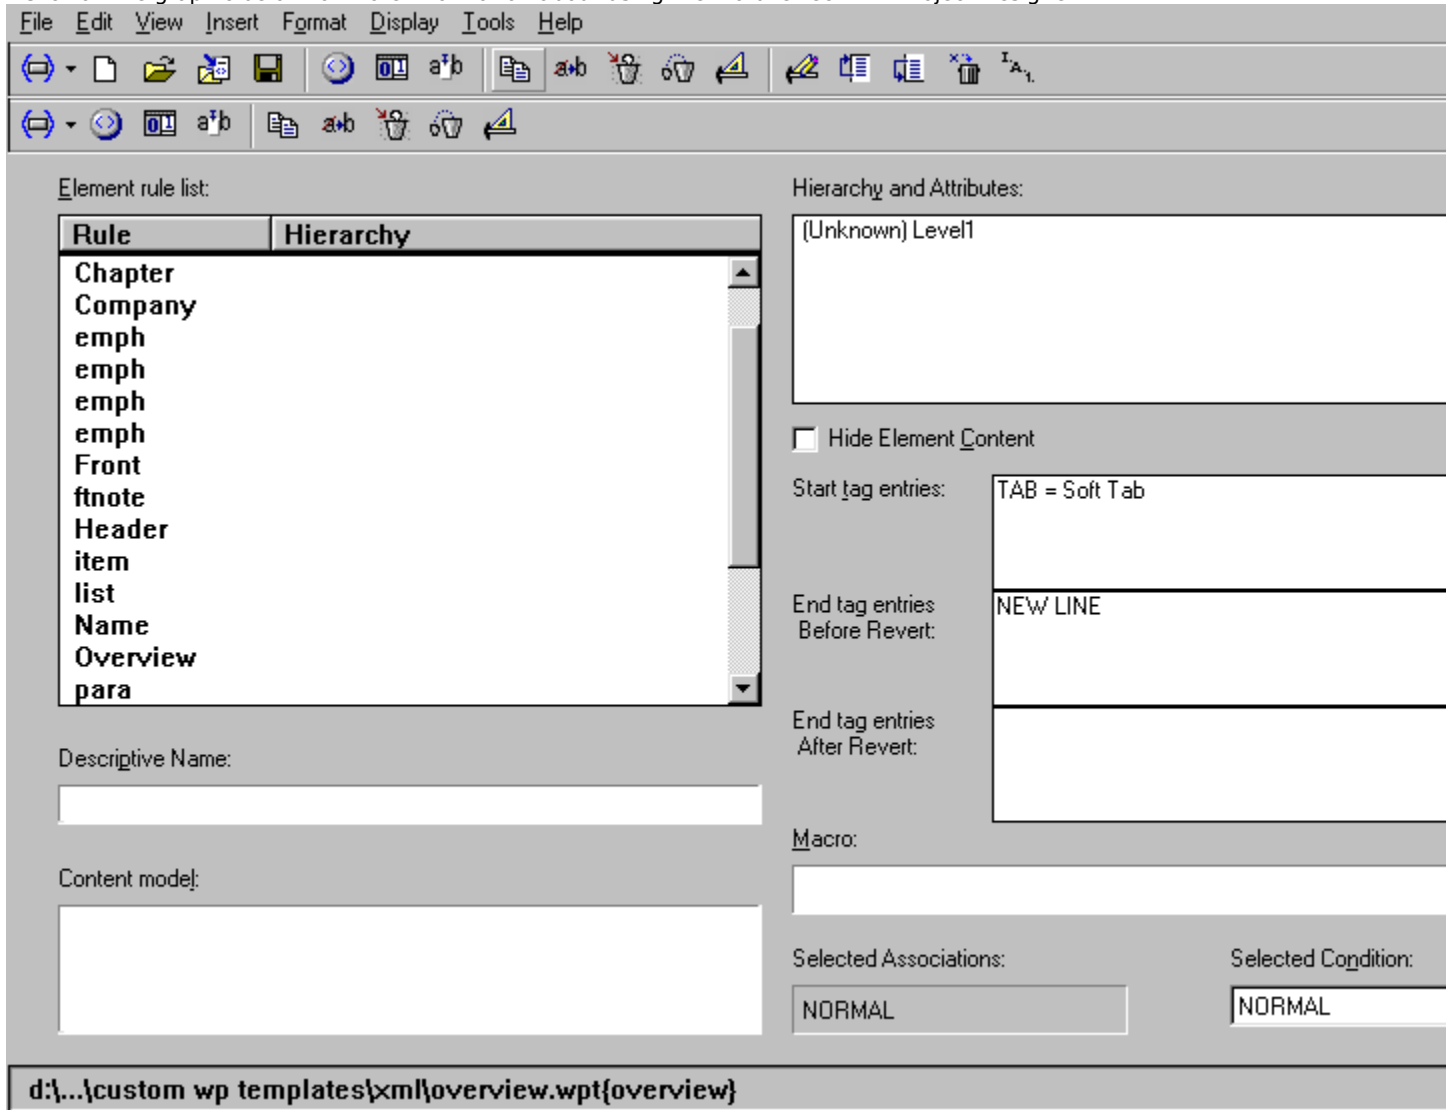 File Edit View Insert Format Display Tools Help
Element rule list:
Rule Hierarchy
Chapter
Company
emph
emph
emph
emph
Front
ftnote
Header
item
list
Name
Overview
para
Descriptive Name:
Content model:
Hierarchy and Attributes:
(Unknown) Level1
Hide Element Content
Start tag entries:
TAB = Soft Tab
End tag entries
Before Revert:
NEW LINE
End tag entries
After Revert:
Macro:
Selected Associations:
NORMAL
Selected Condition:
NORMAL
d:\...\custom wp templates\xml\overview.wpt{overview}